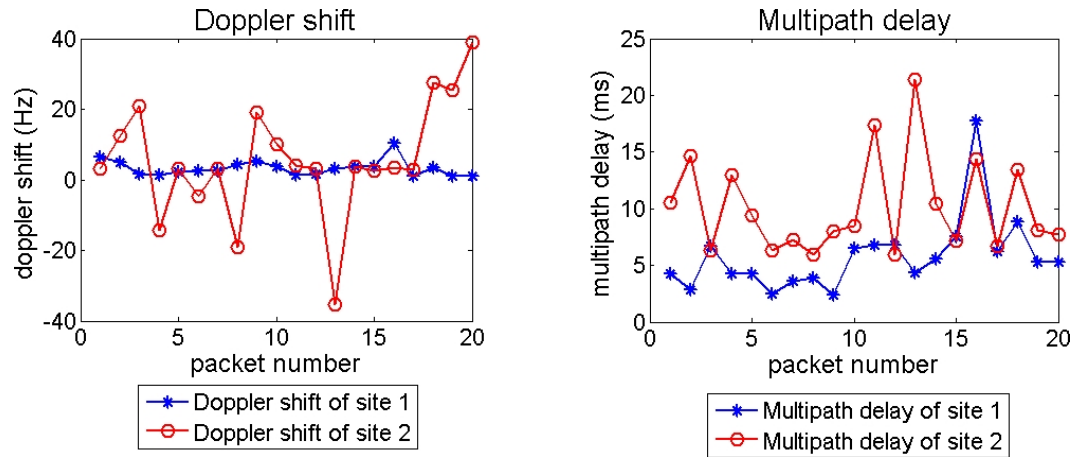 Doppler shift
40
20
0
-20
-40
doppler shift (Hz)
0
5
10
15
20
packet number
Doppler shift of site 1
Doppler shift of site 2
Multipath delay
25
20
15
10
5
0
multipath delay (ms)
0
5
10
15
20
packet number
Multipath delay of site 1
Multipath delay of site 2